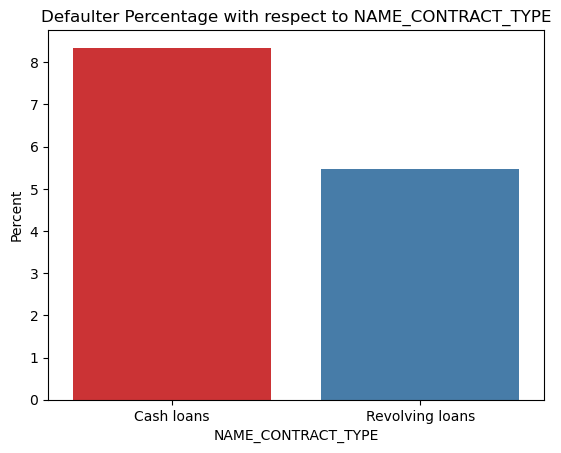 Defaulter Percentage with respect to NAME_CONTRACT_TYPE
8
7
6
5
4
3
2
1
0
Percent
Cash loans
Revolving loans
NAME_CONTRACT_TYPE